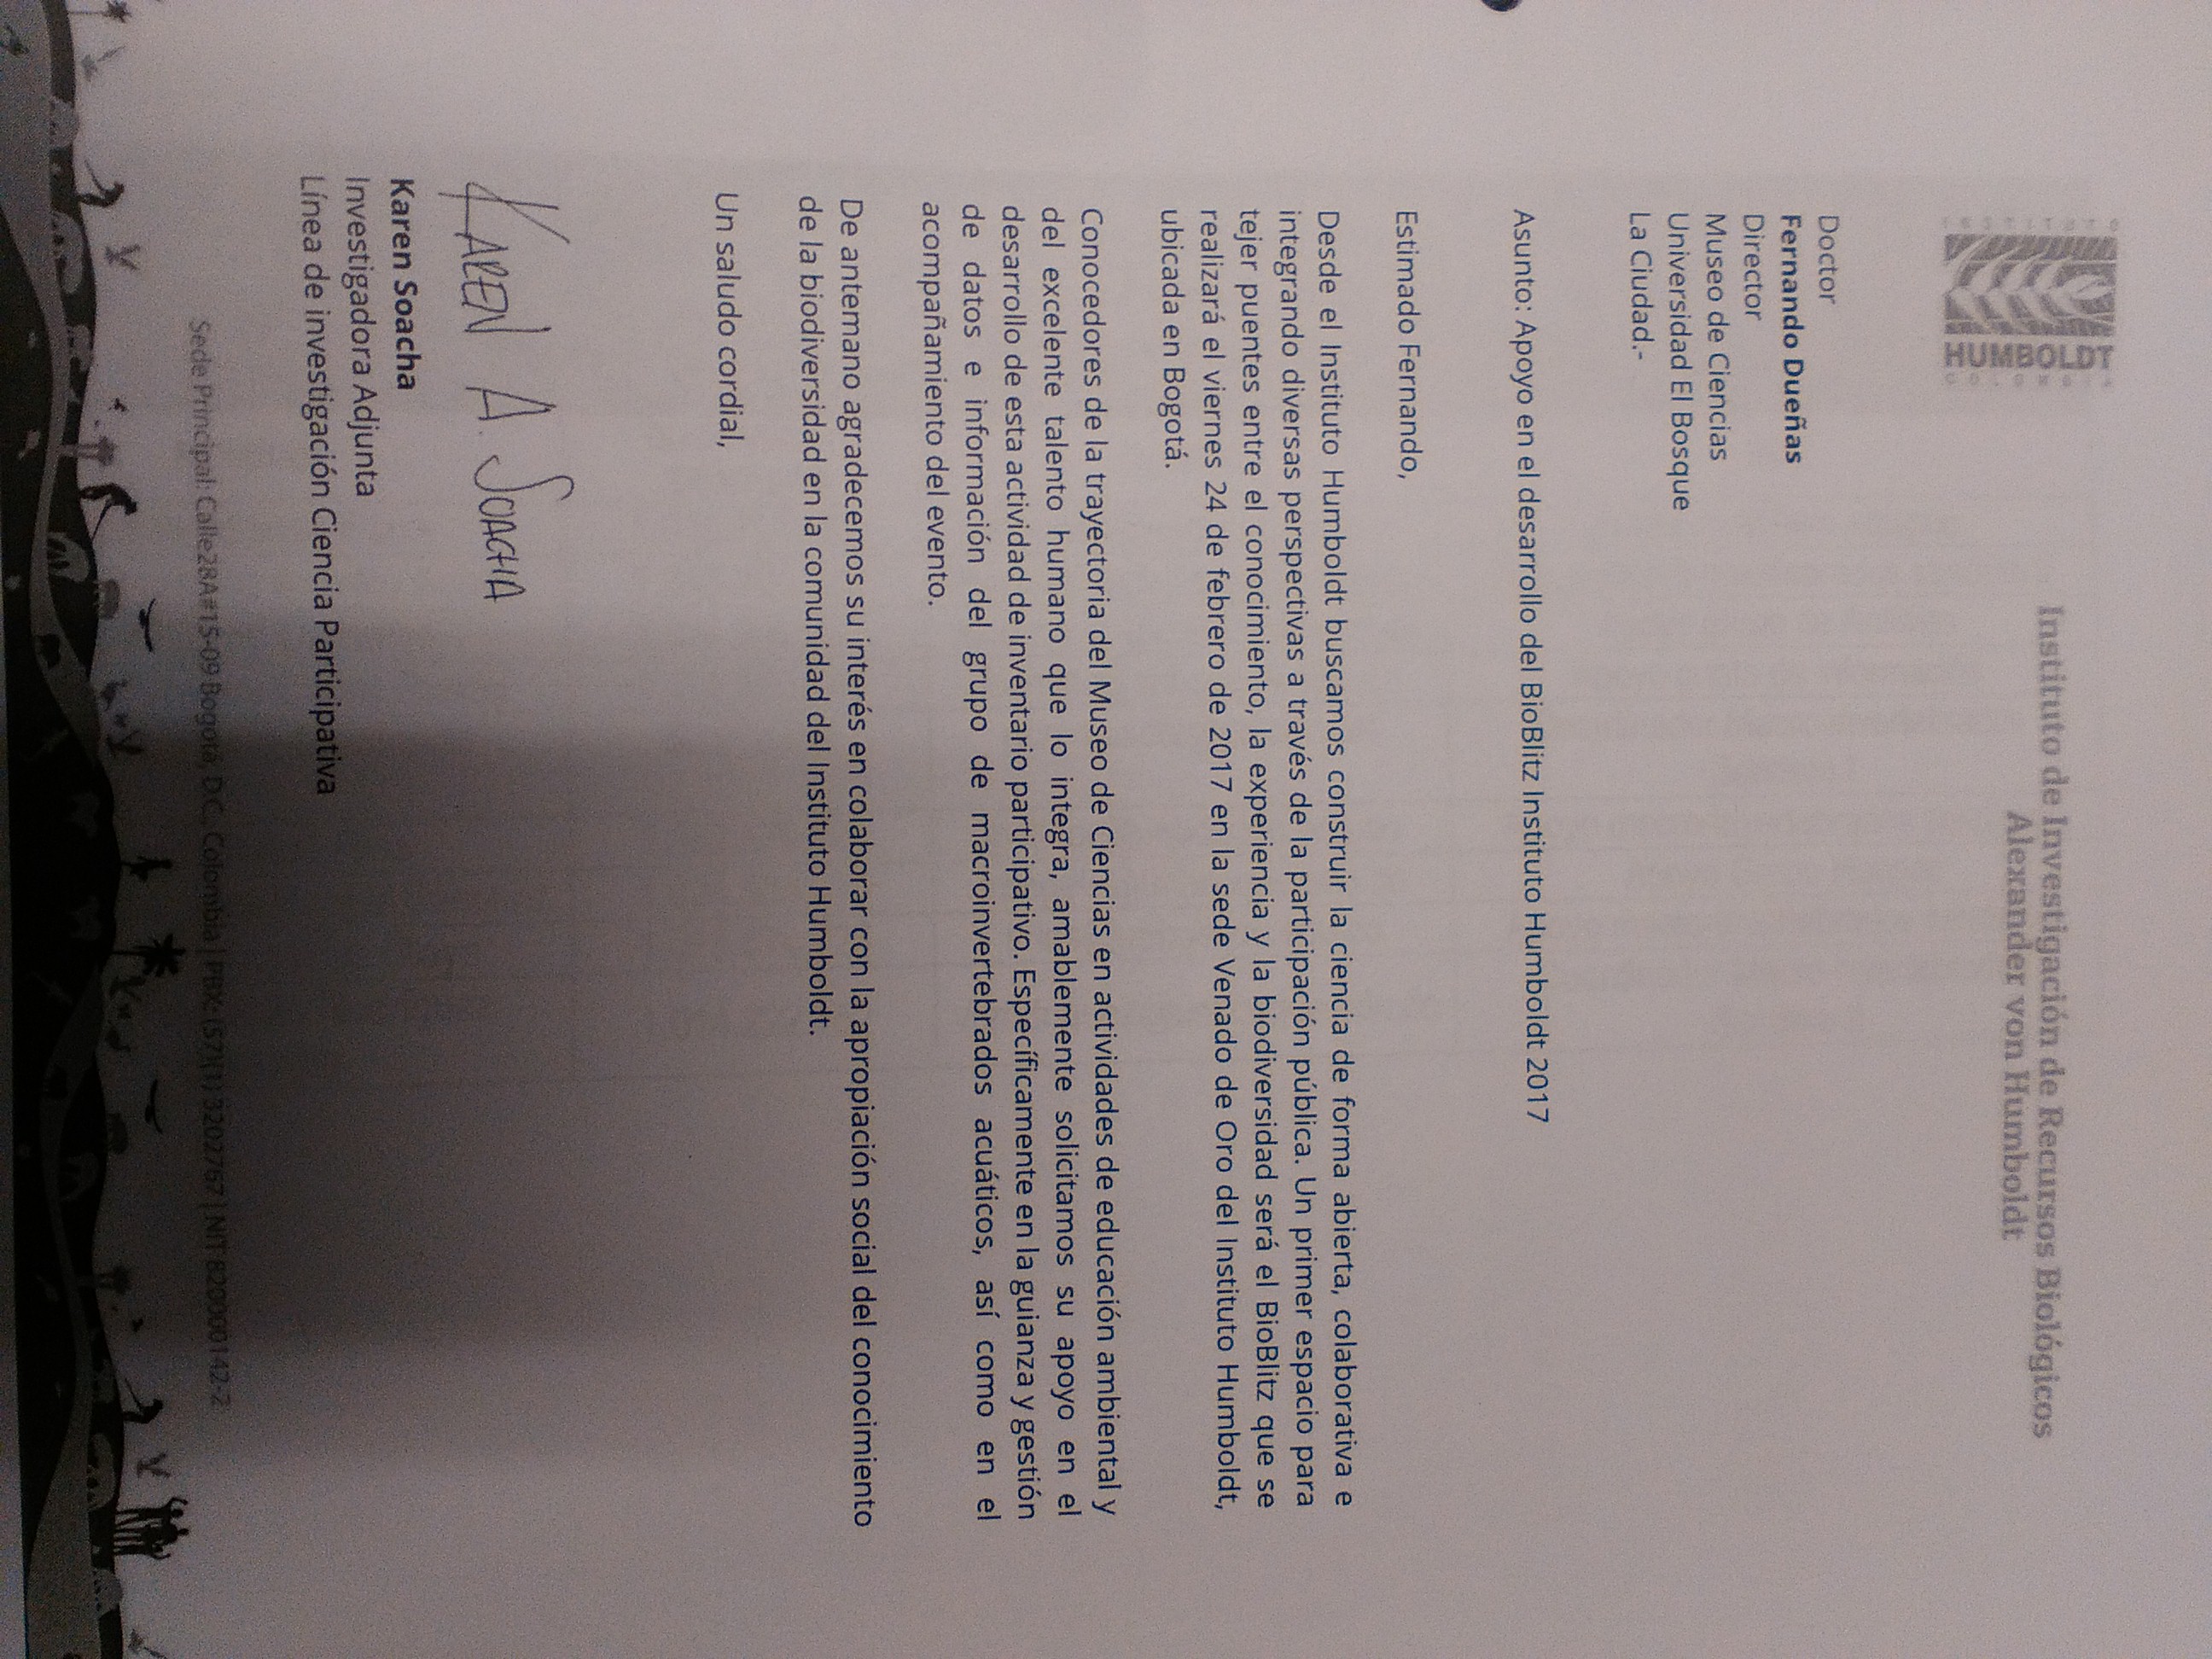 HUMBOLDT
Instituto de Investigación de Recursos Biológicos
Alexander von Humboldt
Doctor
Fernando Dueñas
Director
Museo de Ciencias
Universidad El Bosque
La Ciudad.-
Asunto: Apoyo en el desarrollo del BioBlitz Instituto Humboldt 2017
Estimado Fernando,
Desde el Instituto Humboldt buscamos construir la ciencia de forma abierta, colaborativa e
integrando diversas perspectivas a través de la participación pública. Un primer espacio para
tejer puentes entre el conocimiento, la experiencia y la biodiversidad será el BioBlitz que se
realizará el viernes 24 de febrero de 2017 en la sede Venado de Oro del Instituto Humboldt,
ubicada en Bogotá.
Conocedores de la trayectoria del Museo de Ciencias en actividades de educación ambiental y
del excelente talento humano que lo integra, amablemente solicitamos su apoyo en el
desarrollo de esta actividad de inventario participativo. Específicamente en la guianza y gestión
de datos e información del grupo de macroinvertebrados acuáticos, así como en el
acompañamiento del evento.
De antemano agradecemos su interés en colaborar con la apropiación social del conocimiento
de la biodiversidad en la comunidad del Instituto Humboldt.
Un saludo cordial,
KAREN A. SOACHA
Karen Soacha
Investigadora Adjunta
Línea de investigación Ciencia Participativa
Sede Principal: Calle 28A#15-09 Bogotá, D.C., Colombia | PBX: (57)(1) 3202767 | NIT 820000142-2